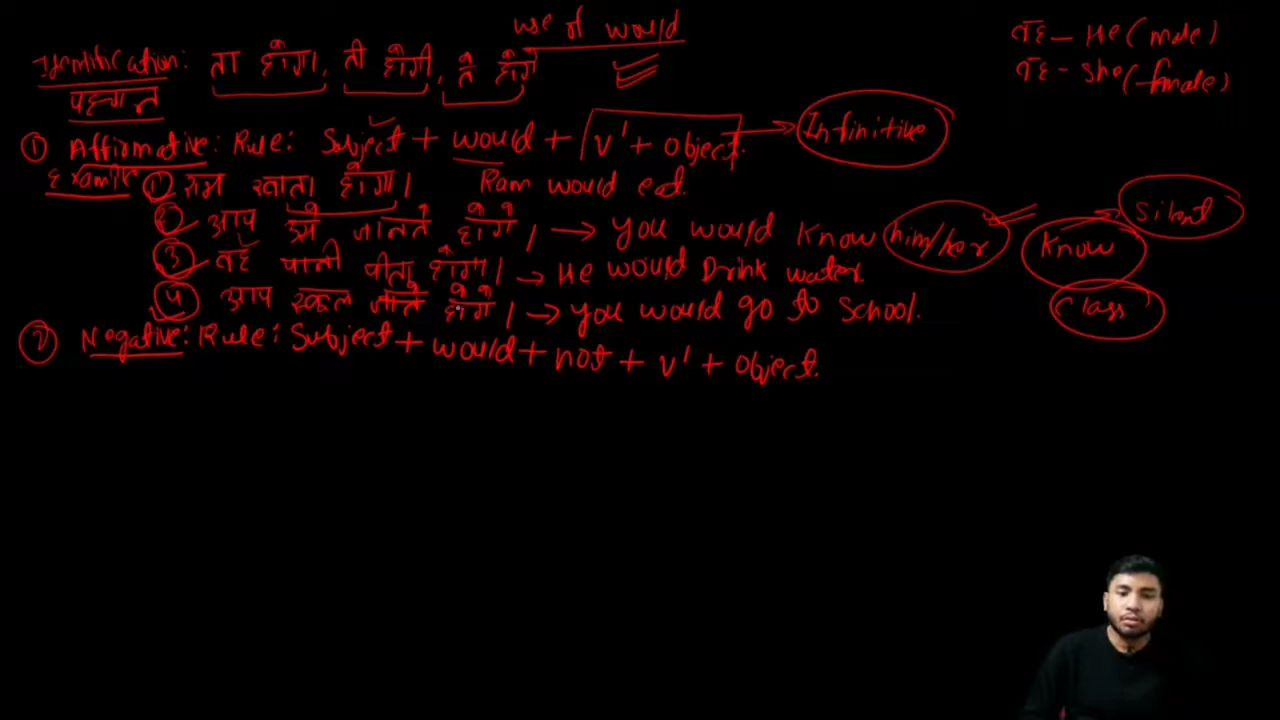 use of would
वह - He (male)
वह - She (female)
Identification: ता होगा, ती होगी, ते होंगे
पहचान
① Affirmative: Rule: Subject + would + V¹ + Object. → Infinitive
Example ① राम खाता होगा। Ram would eat.
② आप उसे जानते होंगे। → You would know him/her. Know → Silent
③ वह पानी पीता होगा। → He would Drink water.
④ आप स्कूल जाते होंगे। → You would go to School. Class
② Negative: Rule: Subject + would + not + V¹ + Object.